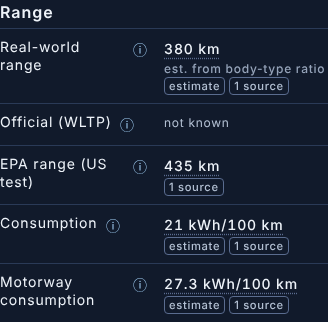 Range
Real-world range ⓘ
380 km
est. from body-type ratio
estimate 1 source
Official (WLTP) ⓘ
not known
EPA range (US test) ⓘ
435 km
1 source
Consumption ⓘ
21 kWh/100 km
estimate 1 source
Motorway consumption ⓘ
27.3 kWh/100 km
estimate 1 source